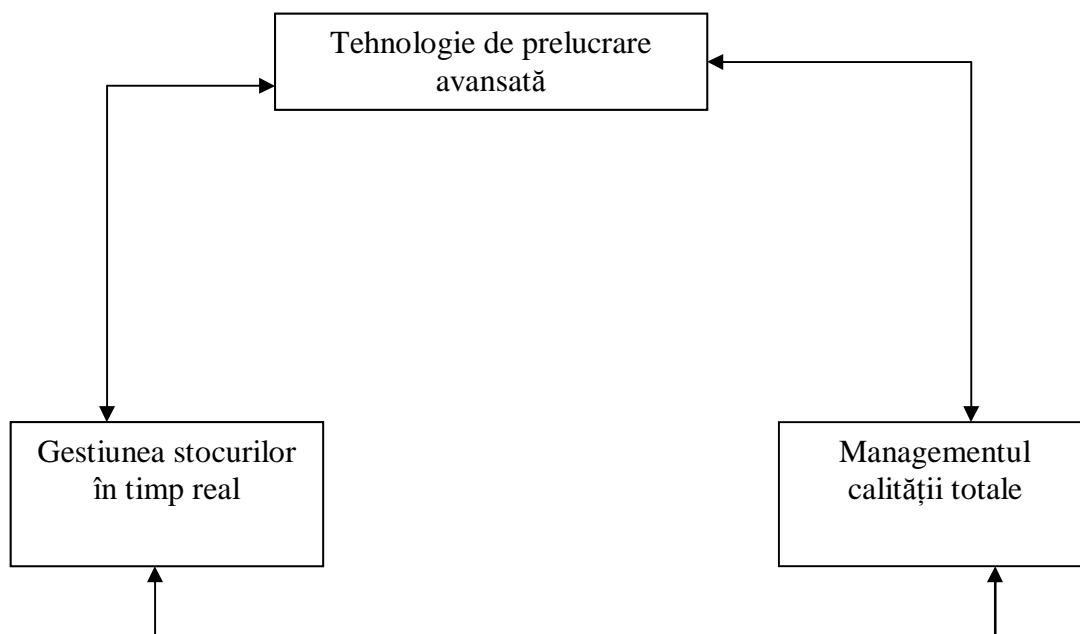 Tehnologie de prelucrare
avansată
Gestiunea stocurilor
în timp real
Managementul
calității totale